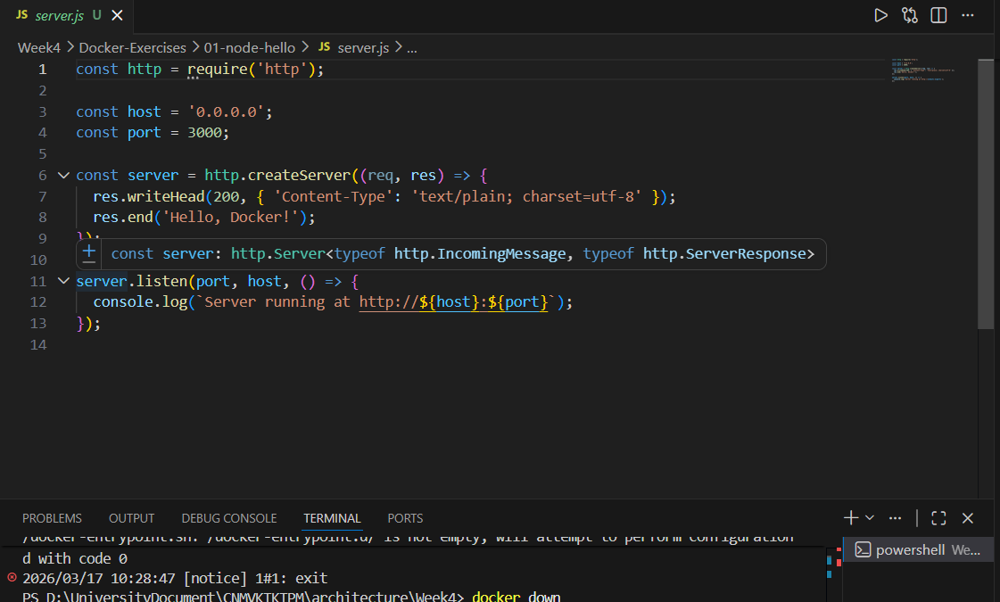 JS server.js U
Week4 > Docker-Exercises > 01-node-hello > JS server.js > ...
1 const http = require('http');
2
3 const host = '0.0.0.0';
4 const port = 3000;
5
6 const server = http.createServer((req, res) => {
7 res.writeHead(200, { 'Content-Type': 'text/plain; charset=utf-8' });
8 res.end('Hello, Docker!');
9 });
const server: http.Server<typeof http.IncomingMessage, typeof http.ServerResponse>
10
11 server.listen(port, host, () => {
12 console.log(`Server running at http://${host}:${port}`);
13 });
14
PROBLEMS OUTPUT DEBUG CONSOLE TERMINAL PORTS
/docker-entrypoint.sh: /docker-entrypoint.d/ is not empty, will attempt to perform configuration
powershell We...
d with code 0
2026/03/17 10:28:47 [notice] 1#1: exit
PS D:\UniversityDocument\CNMVKTKTPM\architecture\Week4> docker down